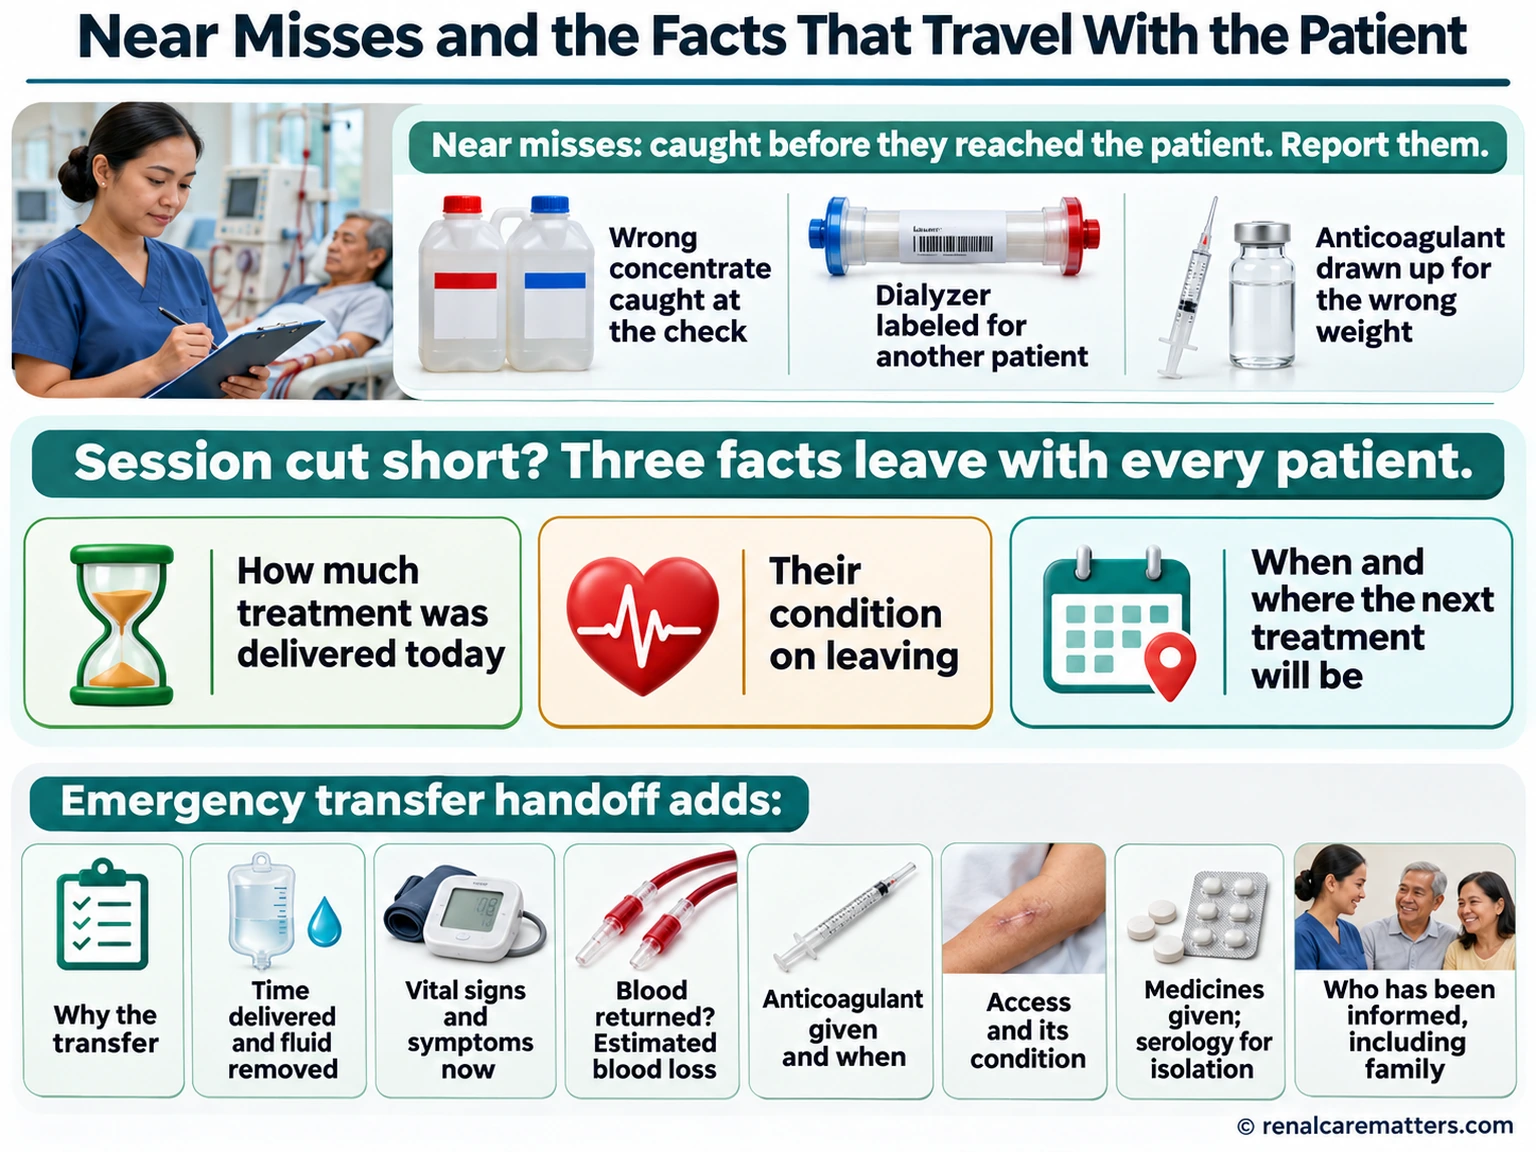 Near Misses and the Facts That Travel With the Patient
Near misses: caught before they reached the patient. Report them.
Wrong
concentrate
caught at
the check
Dialyzer
labeled for
another patient
Anticoagulant
drawn up for
the wrong
weight
Session cut short? Three facts leave with every patient.
How much
treatment was
delivered today
Their
condition
on leaving
When and
where the next
treatment
will be
Emergency transfer handoff adds:
Why the
transfer
Time
delivered
and fluid
removed
Vital signs
and
symptoms
now
Blood
returned?
Estimated
blood loss
Anticoagulant
given
and when
Access
and its
condition
Medicines
given;
serology for
isolation
Who has been
informed,
including
family
© renalcarematters.com